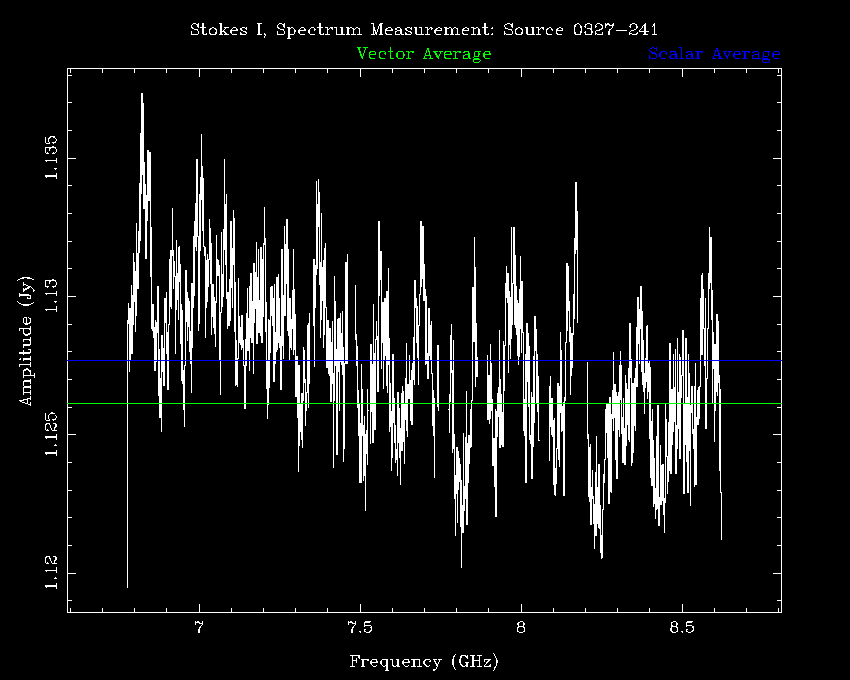 Stokes I, Spectrum Measurement: Source 0327-241
Vector Average Scalar Average
1.135
1.13
1.125
1.12
Amplitude (Jy)
7 7.5 8 8.5
Frequency (GHz)